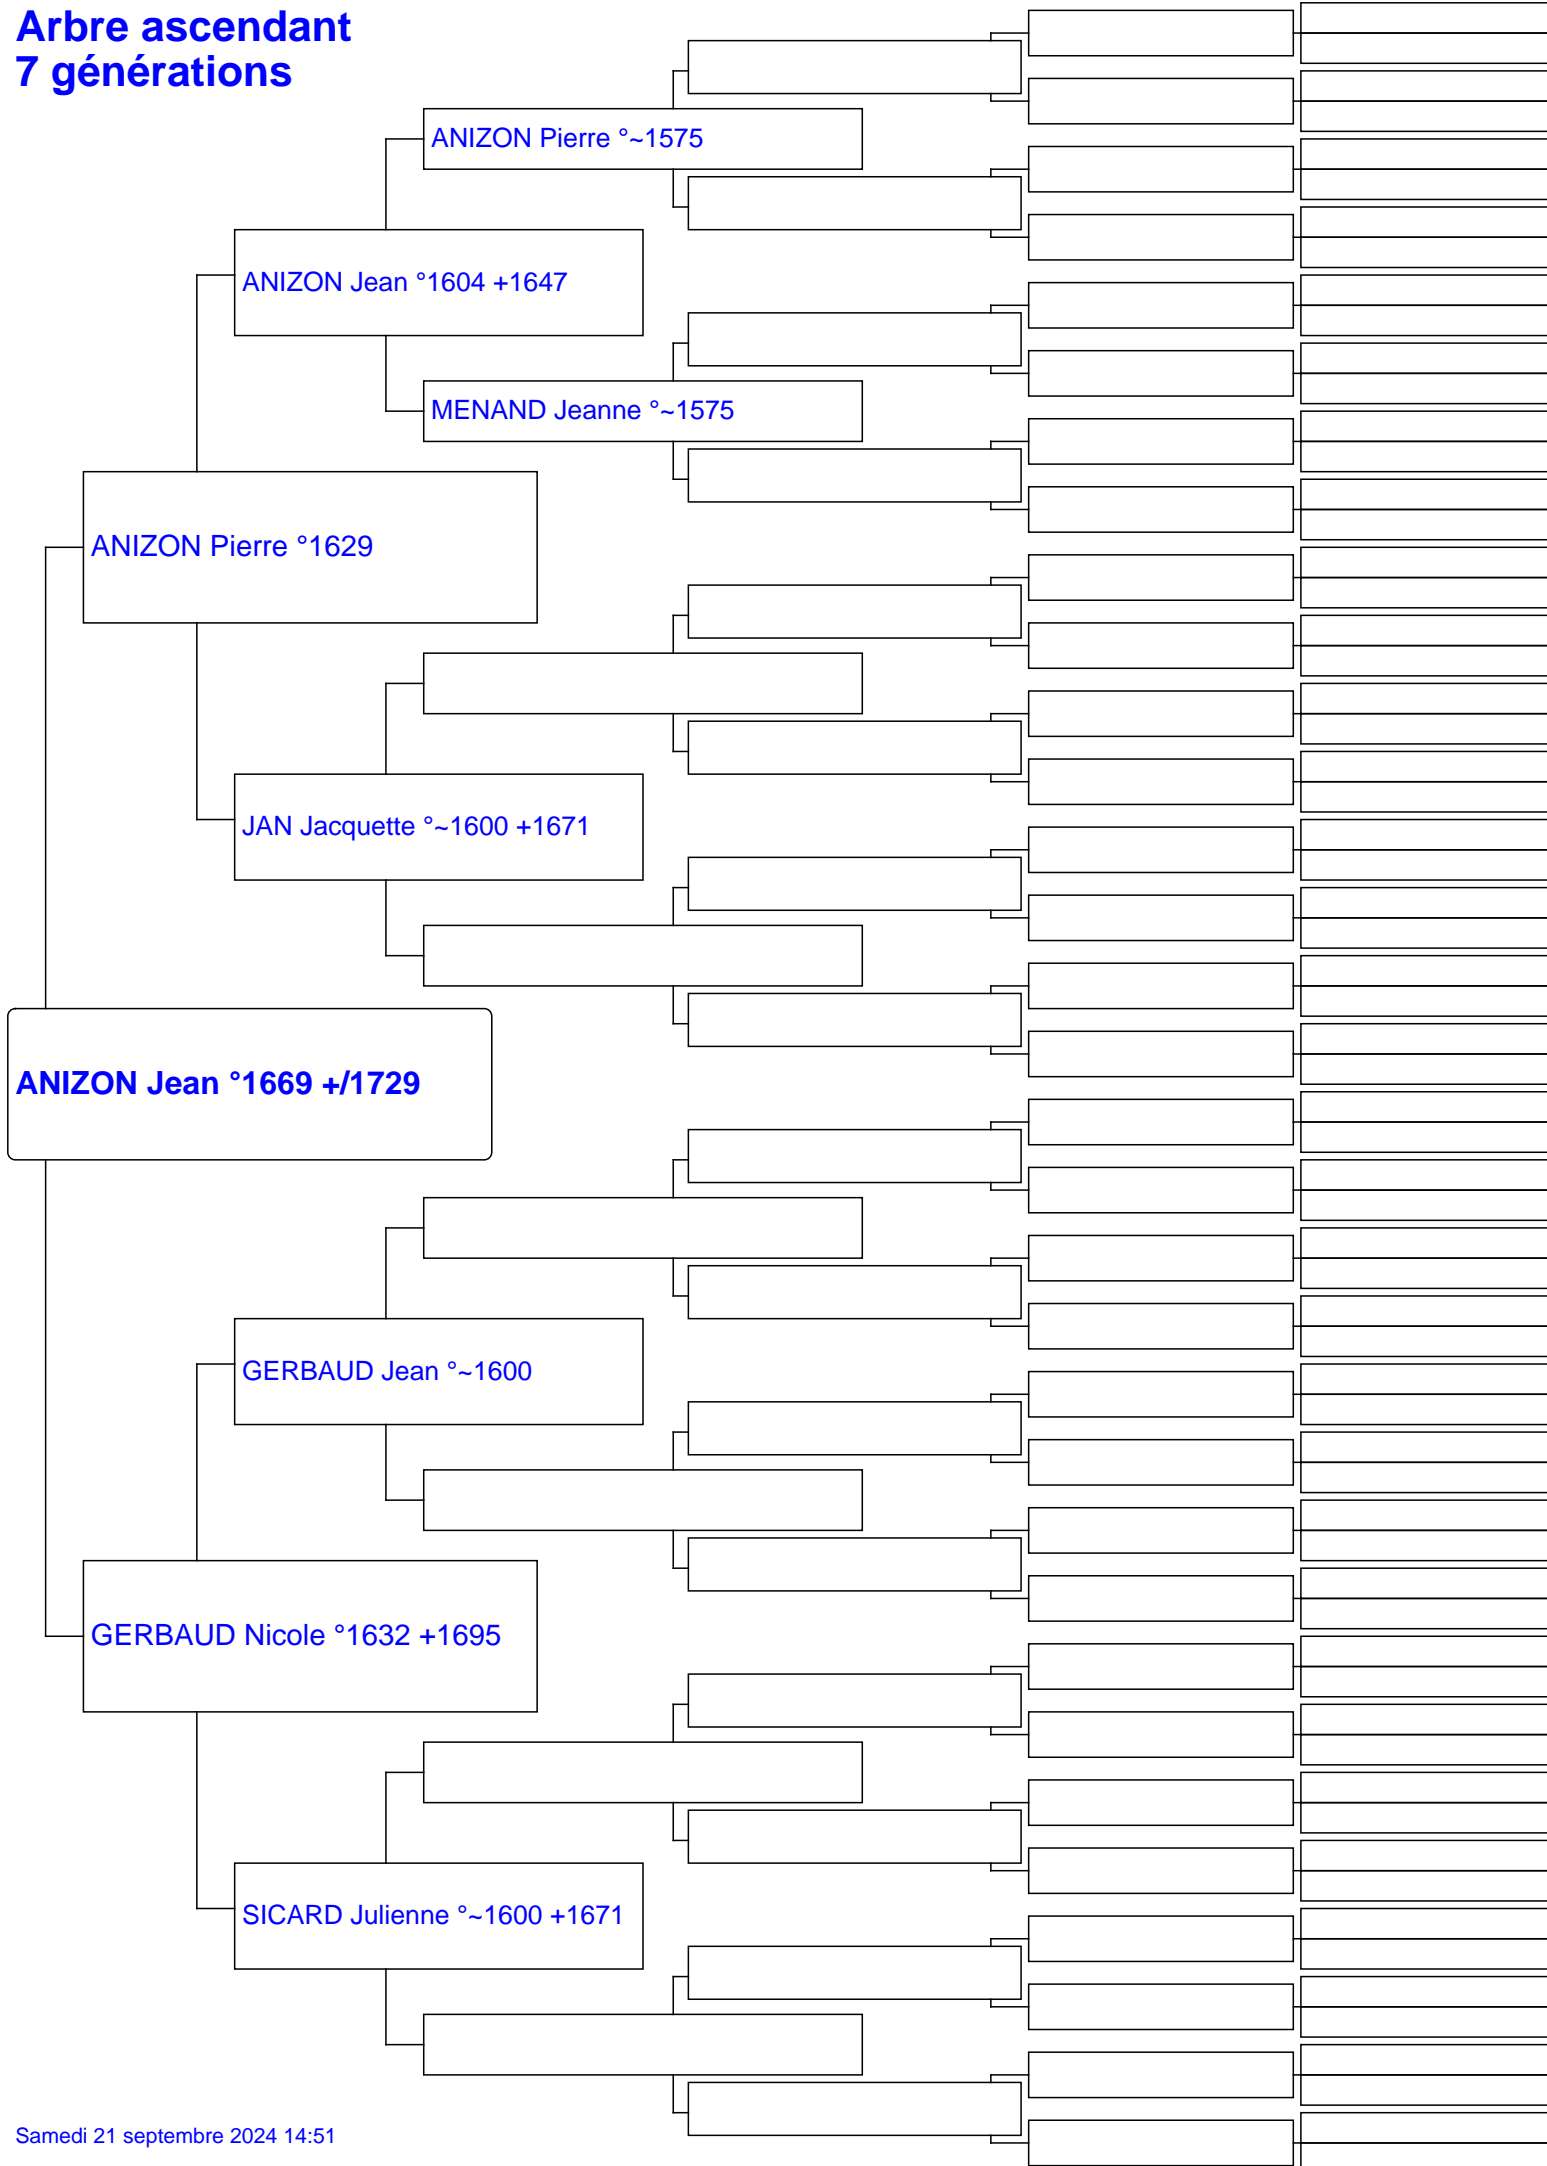 Arbre ascendant
7 générations
ANIZON Pierre °~1575
ANIZON Jean °1604 +1647
MENAND Jeanne °~1575
ANIZON Pierre °1629
JAN Jacquette °~1600 +1671
ANIZON Jean °1669 +/1729
GERBAUD Jean °~1600
GERBAUD Nicole °1632 +1695
SICARD Julienne °~1600 +1671
Samedi 21 septembre 2024 14:51